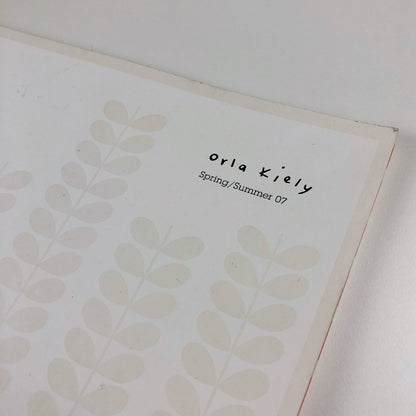 orla kiely
Spring/Summer 07